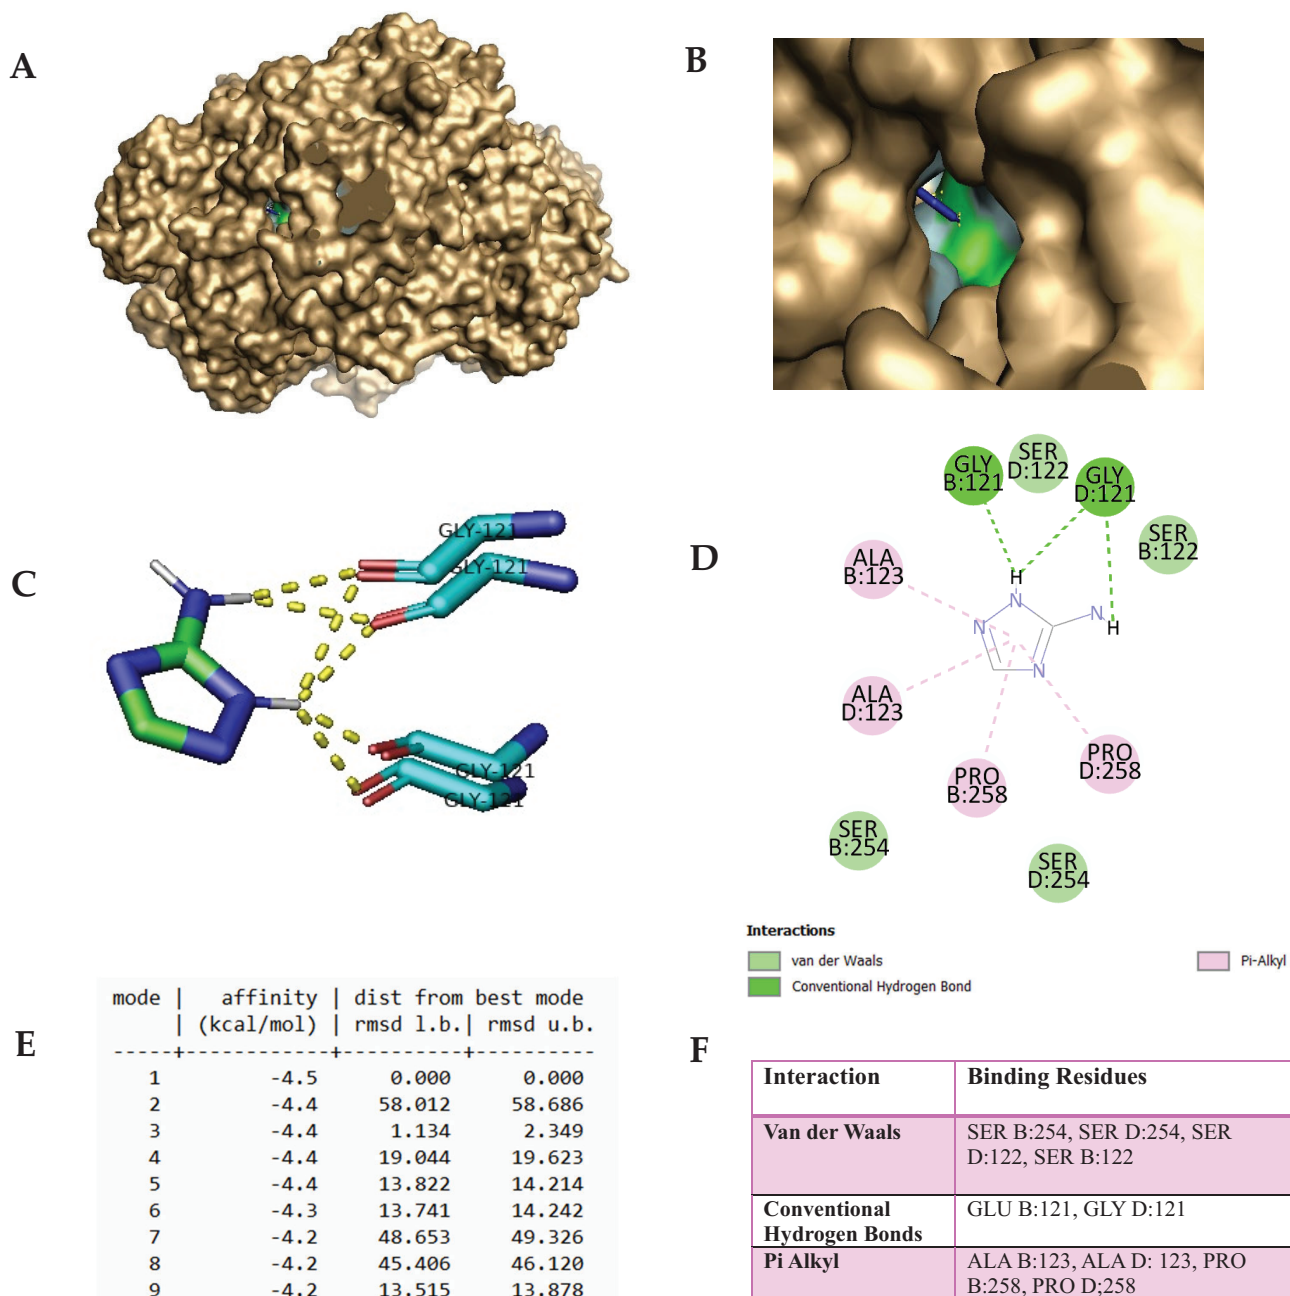 A
B
C
GLY-121
GLY-121
GLY-121
GLY-121
D
GLY
B:121
SER
D:122
GLY
D:121
SER
B:122
ALA
B:123
H
N
N
N
H
N
ALA
D:123
PRO
B:258
PRO
D:258
SER
B:254
SER
D:254
Interactions
van der Waals
Conventional Hydrogen Bond
Pi-Alkyl
E
mode | affinity | dist from best mode
| (kcal/mol) | rmsd l.b.| rmsd u.b.
-----+------------+----------+----------
1 -4.5 0.000 0.000
2 -4.4 58.012 58.686
3 -4.4 1.134 2.349
4 -4.4 19.044 19.623
5 -4.4 13.822 14.214
6 -4.3 13.741 14.242
7 -4.2 48.653 49.326
8 -4.2 45.406 46.120
9 -4.2 13.515 13.878
F
Interaction Binding Residues
Van der Waals SER B:254, SER D:254, SER
D:122, SER B:122
Conventional GLU B:121, GLY D:121
Hydrogen Bonds
Pi Alkyl ALA B:123, ALA D: 123, PRO
B:258, PRO D;258